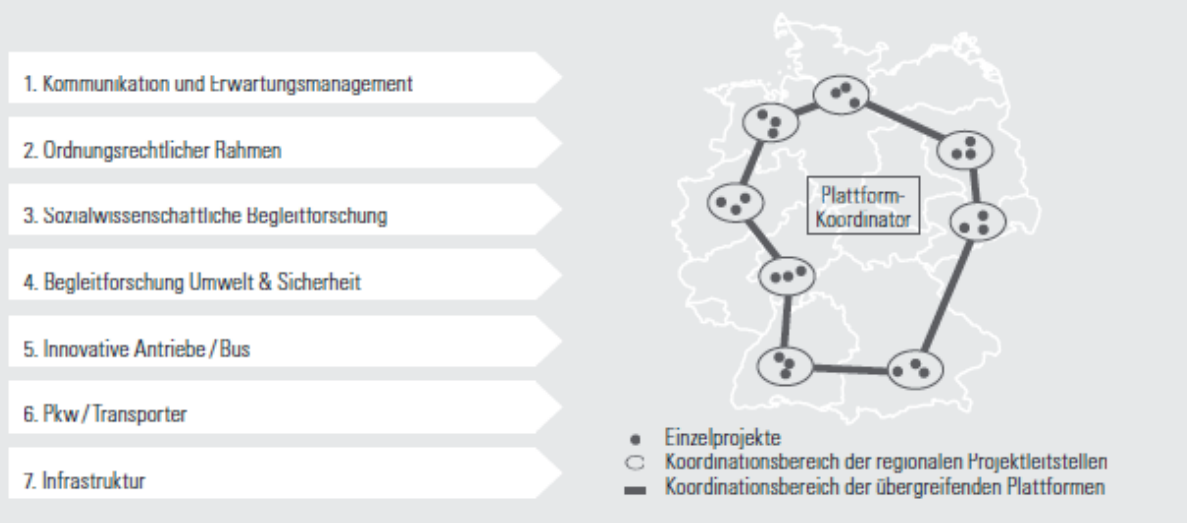 1. Kommunikation und Erwartungsmanagement
2. Ordnungsrechtlicher Rahmen
3. Sozialwissenschaftliche Begleitforschung
4. Begleitforschung Umwelt & Sicherheit
5. Innovative Antriebe / Bus
6. Pkw / Transporter
7. Infrastruktur
Plattform-
Koordinator
Einzelprojekte
Koordinationsbereich der regionalen Projektleitstellen
Koordinationsbereich der übergreifenden Plattformen